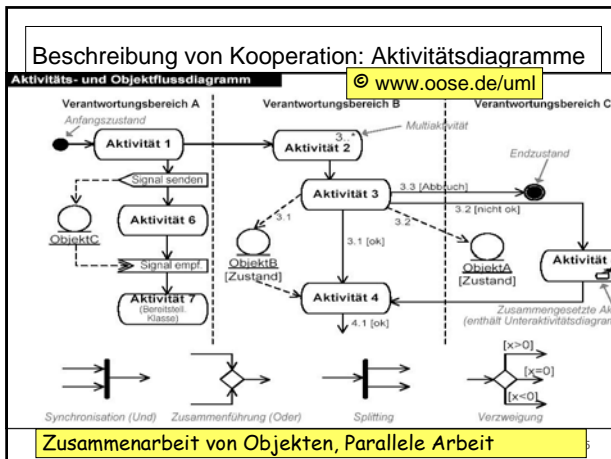 Beschreibung von Kooperation: Aktivitätsdiagramme
Aktivitäts- und Objektflussdiagramm
© www.oose.de/uml
Verantwortungsbereich A
Verantwortungsbereich B
Verantwortungsbereich C
Anfangszustand
Aktivität 1
3..*
Aktivität 2
Multiaktivität
Endzustand
Signal senden
Aktivität 3
3.3 [Abbruch]
3.2 [nicht ok]
ObjektC
Aktivität 6
3.1
3.2
3.1 [ok]
Signal empf.
ObjektB
[Zustand]
ObjektA
[Zustand]
Aktivität
Aktivität 7
(Bereitstell.
Klasse)
Aktivität 4
4.1 [ok]
Zusammengesetzte Ak
(enthält Unteraktivitätsdiagram
[x>0]
[x=0]
[x<0]
Synchronisation (Und)
Zusammenführung (Oder)
Splitting
Verzweigung
Zusammenarbeit von Objekten, Parallele Arbeit